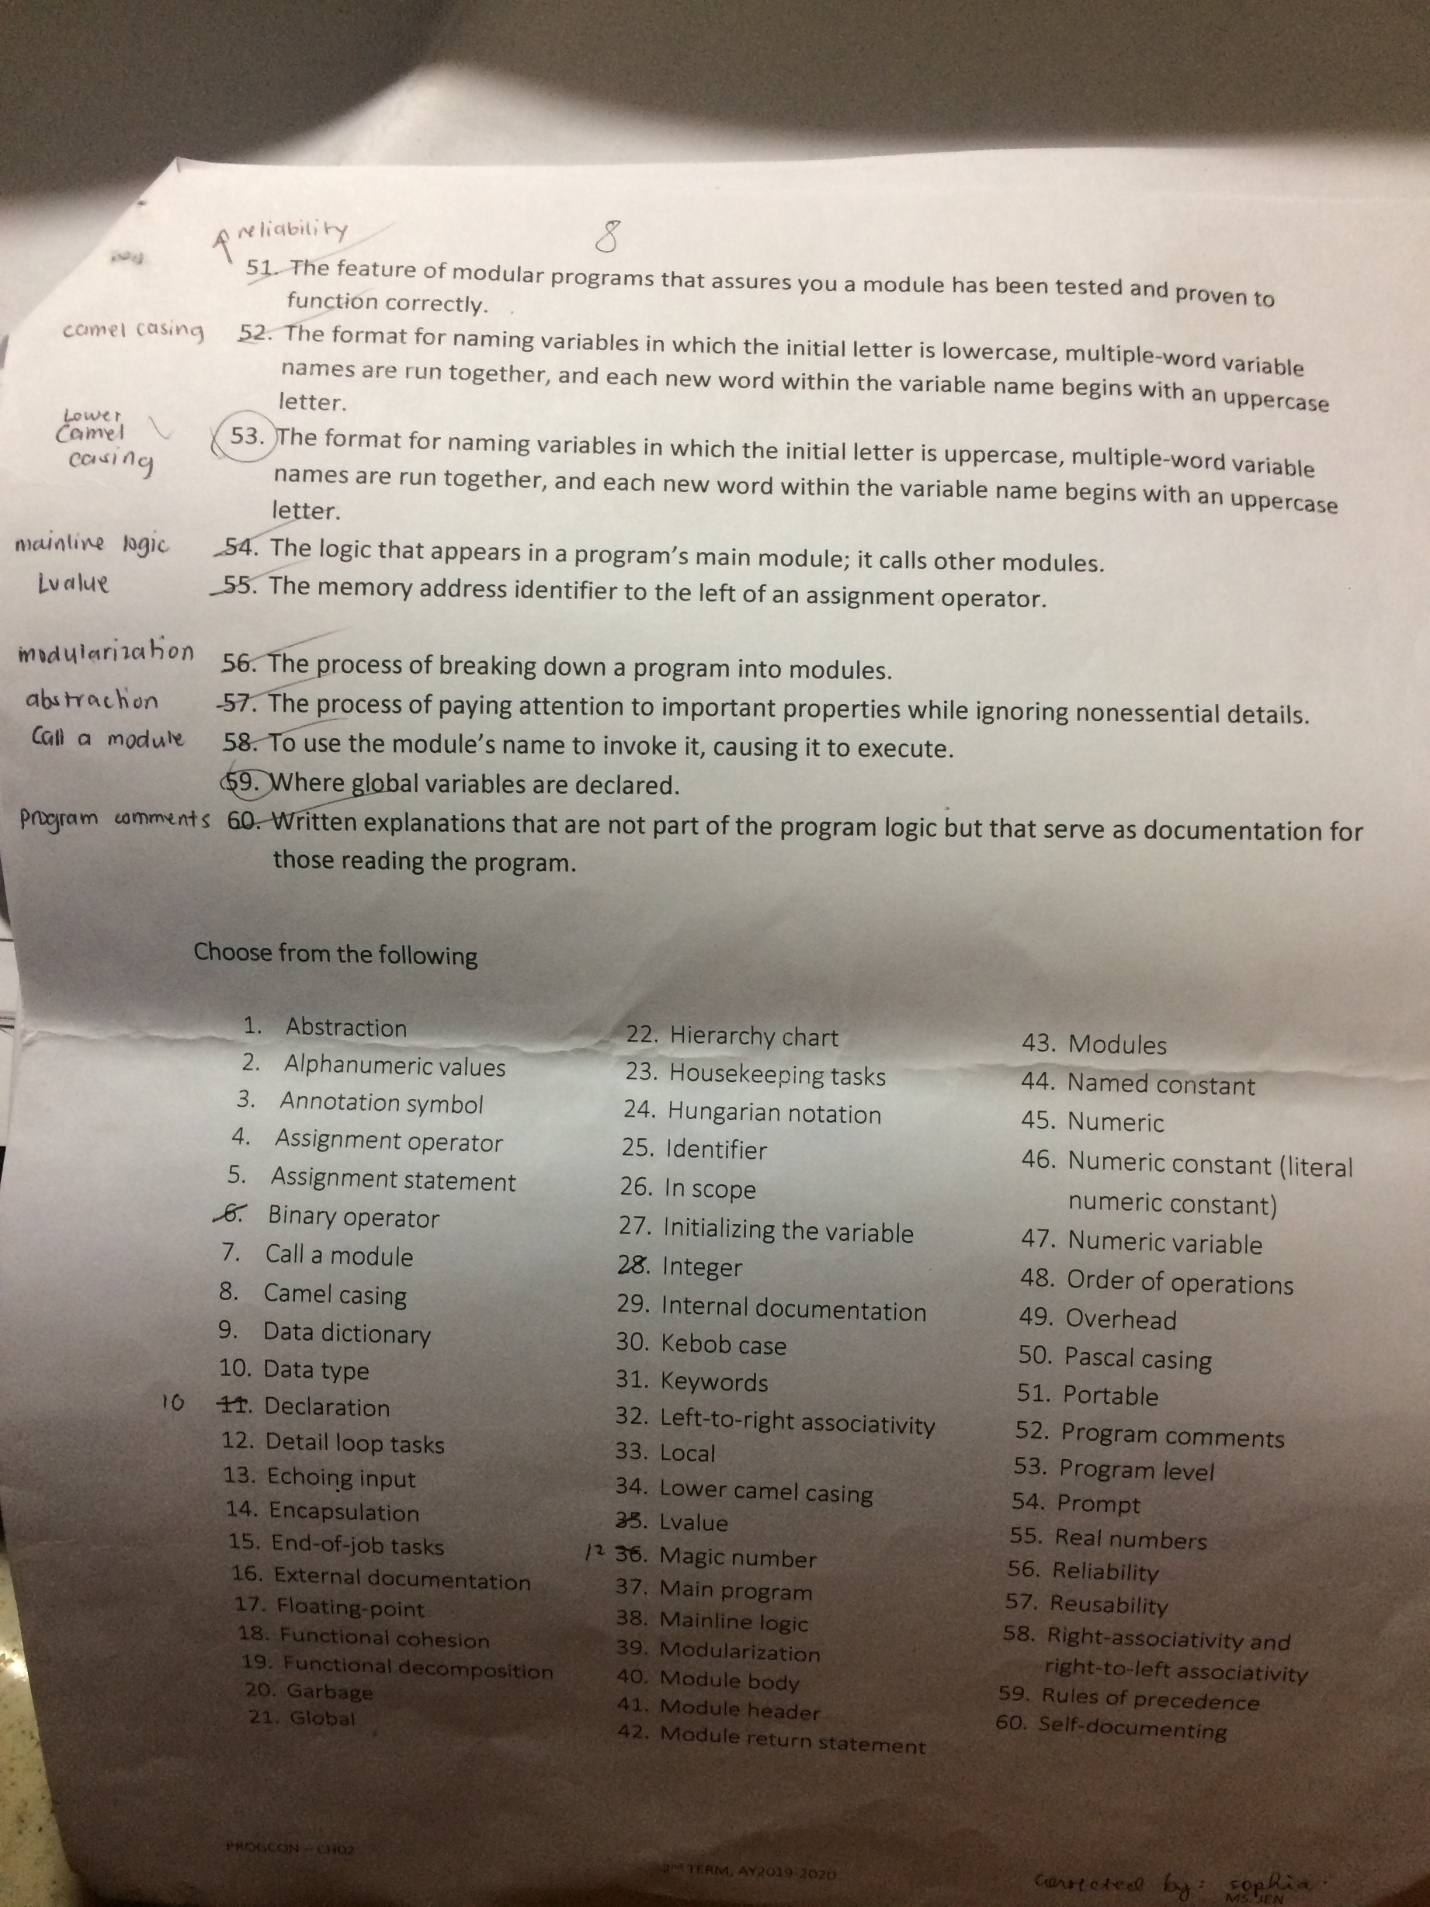 reliability
8
51. The feature of modular programs that assures you a module has been tested and proven to
function correctly.
camel casing 52. The format for naming variables in which the initial letter is lowercase, multiple-word variable
names are run together, and each new word within the variable name begins with an uppercase
letter.
Lower
Camel
casing
53. The format for naming variables in which the initial letter is uppercase, multiple-word variable
names are run together, and each new word within the variable name begins with an uppercase
letter.
mainline logic 54. The logic that appears in a program's main module; it calls other modules.
Lvalue 55. The memory address identifier to the left of an assignment operator.
modularization 56. The process of breaking down a program into modules.
abstraction 57. The process of paying attention to important properties while ignoring nonessential details.
Call a module 58. To use the module's name to invoke it, causing it to execute.
59. Where global variables are declared.
Program comments 60. Written explanations that are not part of the program logic but that serve as documentation for
those reading the program.
Choose from the following
1. Abstraction
2. Alphanumeric values
3. Annotation symbol
4. Assignment operator
5. Assignment statement
6. Binary operator
7. Call a module
8. Camel casing
9. Data dictionary
10. Data type
10 11. Declaration
12. Detail loop tasks
13. Echoing input
14. Encapsulation
15. End-of-job tasks
16. External documentation
17. Floating-point
18. Functional cohesion
19. Functional decomposition
20. Garbage
21. Global
22. Hierarchy chart
23. Housekeeping tasks
24. Hungarian notation
25. Identifier
26. In scope
27. Initializing the variable
28. Integer
29. Internal documentation
30. Kebob case
31. Keywords
32. Left-to-right associativity
33. Local
34. Lower camel casing
35. Lvalue
12 36. Magic number
37. Main program
38. Mainline logic
39. Modularization
40. Module body
41. Module header
42. Module return statement
43. Modules
44. Named constant
45. Numeric
46. Numeric constant (literal
numeric constant)
47. Numeric variable
48. Order of operations
49. Overhead
50. Pascal casing
51. Portable
52. Program comments
53. Program level
54. Prompt
55. Real numbers
56. Reliability
57. Reusability
58. Right-associativity and
right-to-left associativity
59. Rules of precedence
60. Self-documenting
PROGCON - CH02
2ND TERM, AY2019-2020
corrected by: sophia
MS. JEN